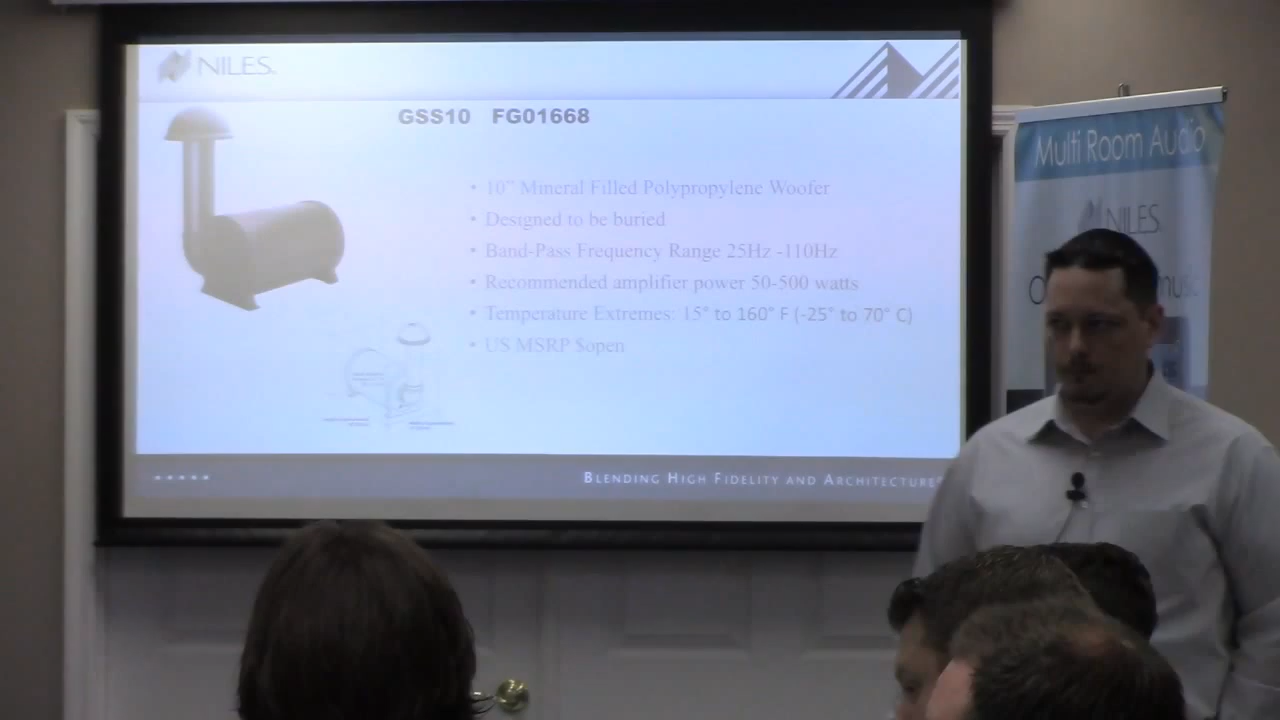 NILES
GSS10 FG01668
• 10" Mineral Filled Polypropylene Woofer
• Designed to be buried
• Band-Pass Frequency Range 25Hz -110Hz
• Recommended amplifier power 50-500 watts
• Temperature Extremes: 15° to 160° F (-25° to 70° C)
• US MSRP $open
BLENDING HIGH FIDELITY AND ARCHITECTURE
Multi Room Audio
NILES